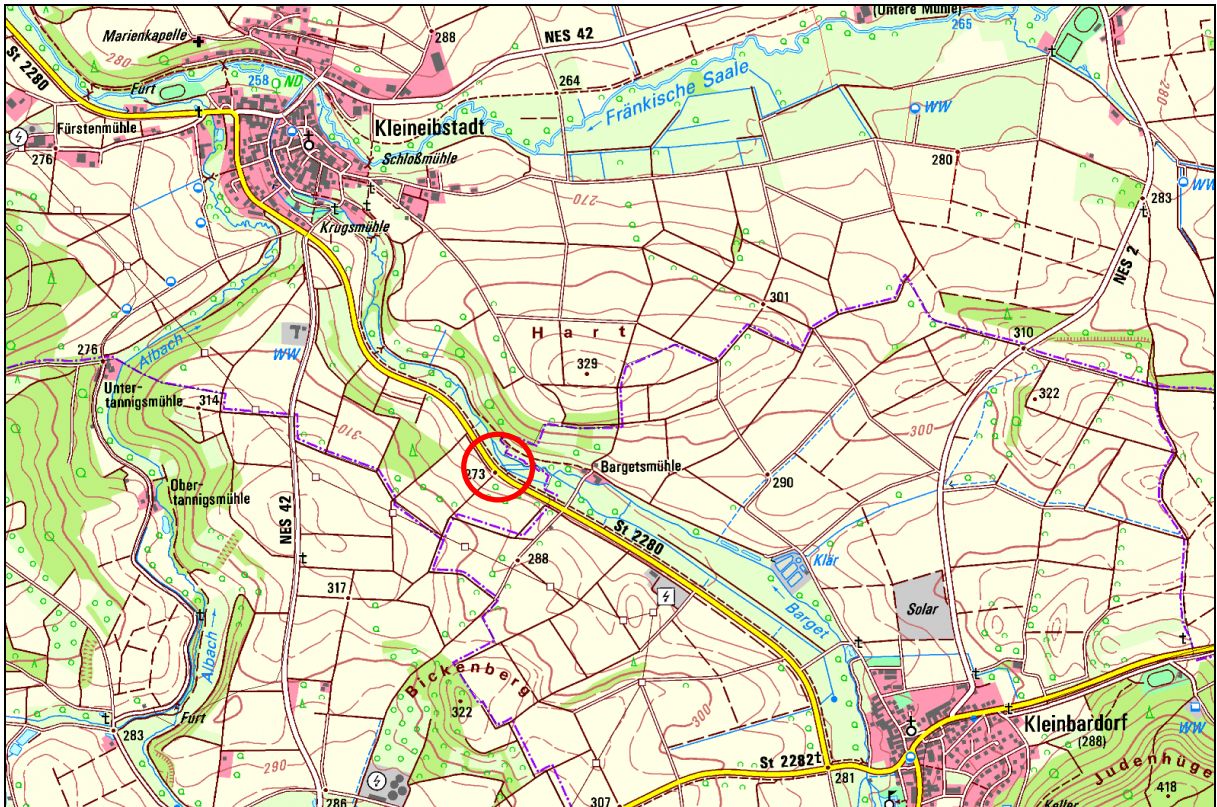 (Untere Mühle)
265
Marienkapelle
288
NES 42
280
St 2280
258
ND
264
Furt
Fränkische Saale
WW
280
Fürstenmühle
Kleineibstadt
276
Schloßmühle
280
WW
270
283
Krugsmühle
NES 2
301
Hart
310
Albach
276
WW
329
Unter-
tannigsmühle
314
322
310
300
273
Bargetsmühle
290
Ober-
tannigsmühle
NES 42
St 2280
288
Klär
317
Solar
Barget
Albach
Bickenberg
322
300
Furt
283
Kleinbardorf
(288)
WW
290
St 2282
281
Judenhüge
418
286
307
Keller